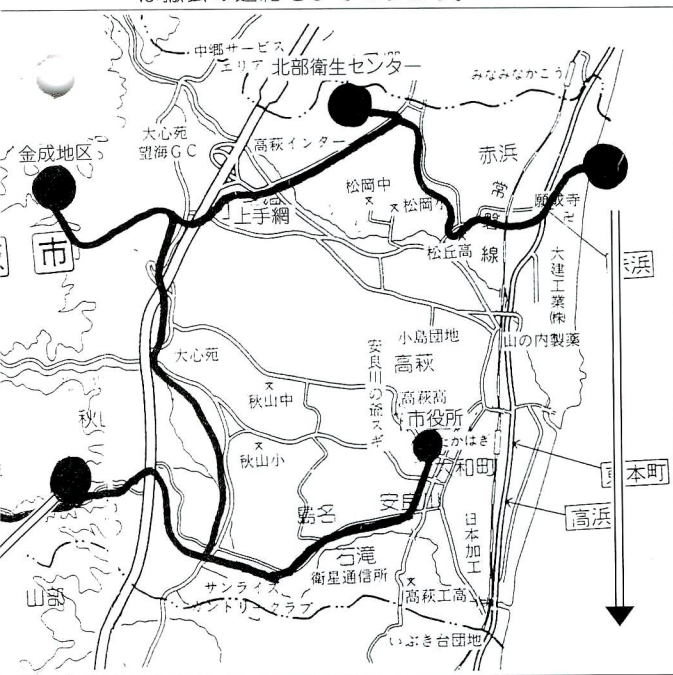 中郷サービス
エリア
北部衛生センター
みなみなかこう
大心苑
望海GC
高萩インター
赤浜
金成地区
松岡中
松岡小
常磐線
願成寺
上手綱
市
松丘高
大建工業㈱
小島団地
山の内製薬
大心苑
安良川の爺スギ
高萩
秋山中
高萩高
市役所
たかはぎ
秋山小
大和町
東本町
島名
安良
高浜
日本加工
石滝
衛星通信所
サンライズ
カントリークラブ
高萩工高
いぶき台団地